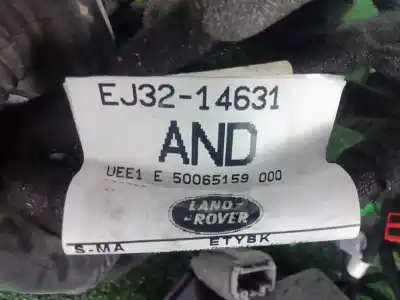 EJ32-14631
AND
UEE1 E 50065159 000
LAND-
-ROVER
S-MA ETYBK